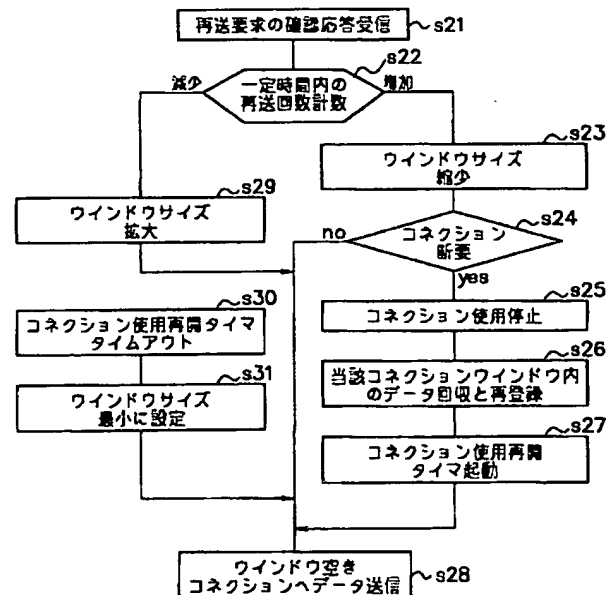 再送要求の確認応答受信
s21
s22
減少
一定時間内の
再送回数計数
増加
s23
ウインドウサイズ
縮少
s29
ウインドウサイズ
拡大
s24
no
コネクション
断要
yes
s25
コネクション使用停止
s30
コネクション使用再開タイマ
タイムアウト
s26
当該コネクションウインドウ内
のデータ回収と再登録
s31
ウインドウサイズ
最小に設定
s27
コネクション使用再開
タイマ起動
ウインドウ空き
コネクションへデータ送信
s28